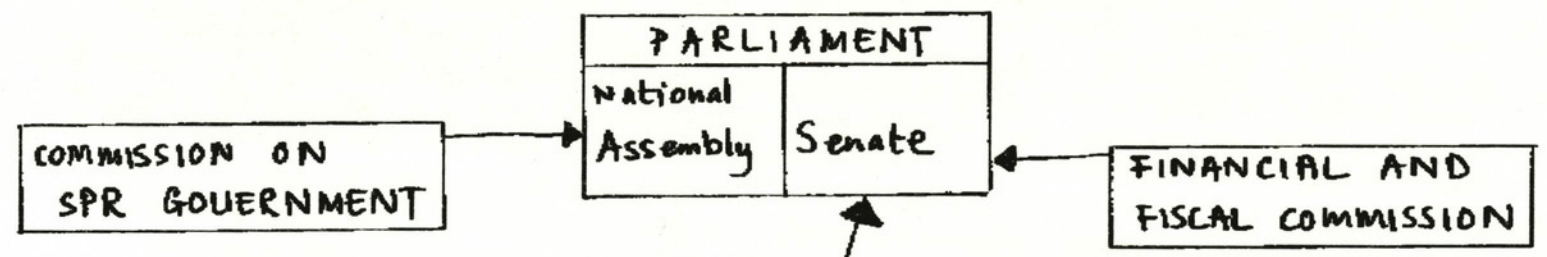 PARLIAMENT
National
Assembly
Senate
COMMISSION ON
SPR GOUERNMENT
FINANCIAL AND
FISCAL COMMISSION